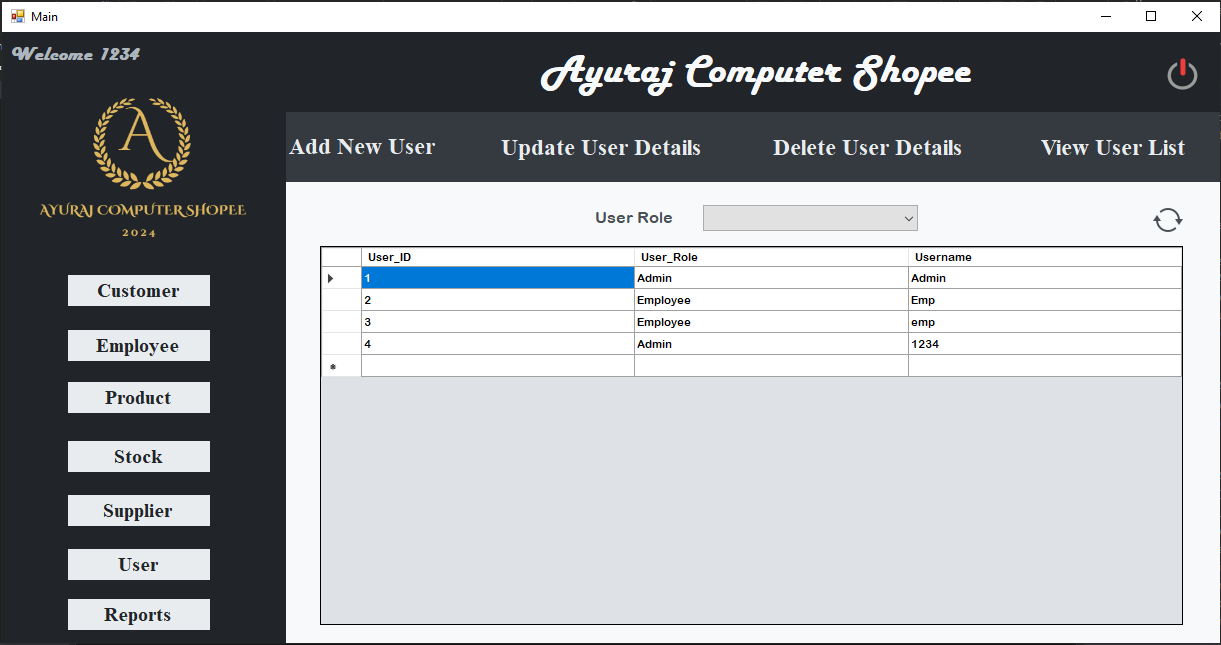 Main
Welcome 1234
Ayuraj Computer Shopee
A
AYURAJ COMPUTER SHOPEE
2024
Customer
Employee
Product
Stock
Supplier
User
Reports
Add New User Update User Details Delete User Details View User List
User Role
User_ID User_Role Username
1 Admin Admin
2 Employee Emp
3 Employee emp
4 Admin 1234